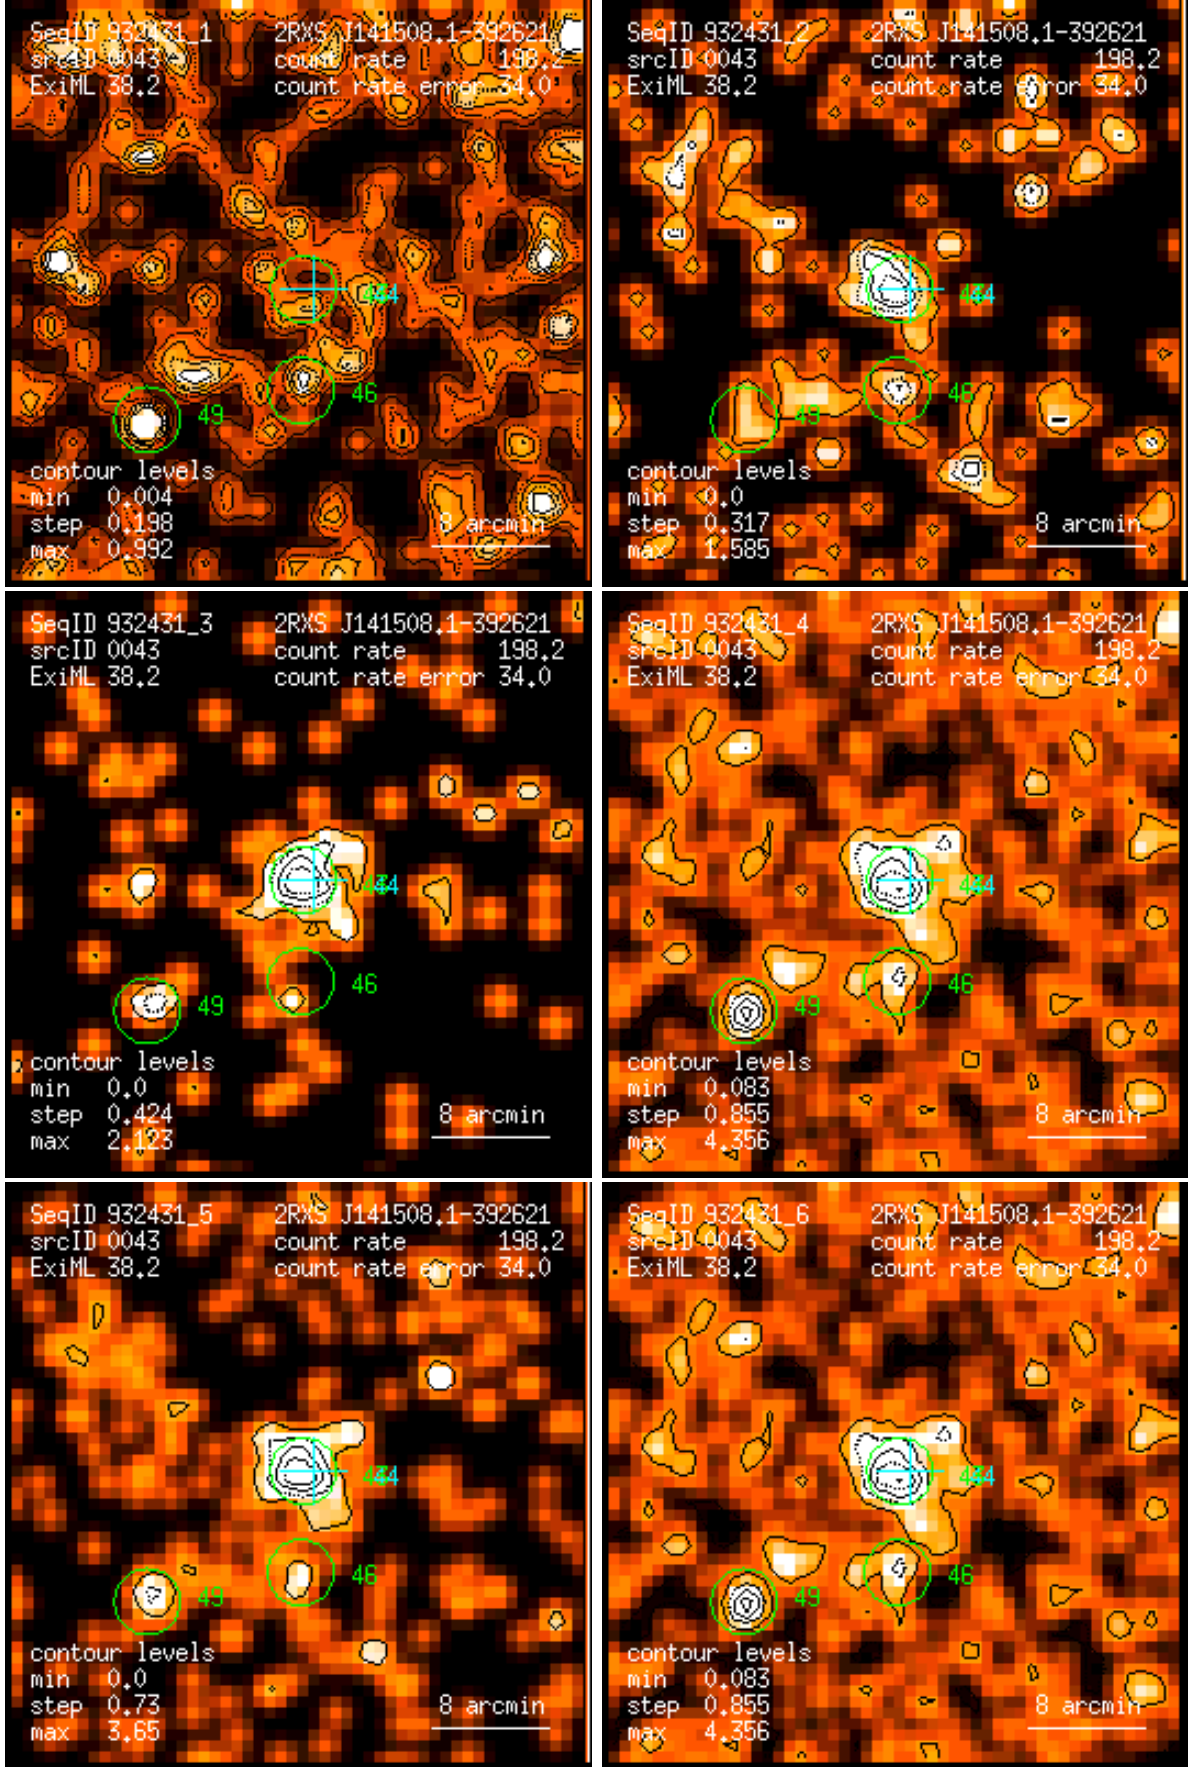 SeqID 932431_1 2RXS J141508.1-392621
srcID 0043 count rate 198.2
ExiML 38.2 count rate error 34.0
44
46
49
contour levels
min 0.004
step 0.198 8 arcmin
max 0.992
SeqID 932431_2 2RXS J141508.1-392621
srcID 0043 count rate 198.2
ExiML 38.2 count rate error 34.0
44
46
49
contour levels
min 0.0
step 0.317 8 arcmin
max 1.585
SeqID 932431_3 2RXS J141508.1-392621
srcID 0043 count rate 198.2
ExiML 38.2 count rate error 34.0
44
46
49
contour levels
min 0.0
step 0.424 8 arcmin
max 2.123
SeqID 932431_4 2RXS J141508.1-392621
srcID 0043 count rate 198.2
ExiML 38.2 count rate error 34.0
44
46
49
contour levels
min 0.083
step 0.855 8 arcmin
max 4.356
SeqID 932431_5 2RXS J141508.1-392621
srcID 0043 count rate 198.2
ExiML 38.2 count rate error 34.0
44
46
49
contour levels
min 0.0
step 0.73 8 arcmin
max 3.65
SeqID 932431_6 2RXS J141508.1-392621
srcID 0043 count rate 198.2
ExiML 38.2 count rate error 34.0
44
46
49
contour levels
min 0.083
step 0.855 8 arcmin
max 4.356